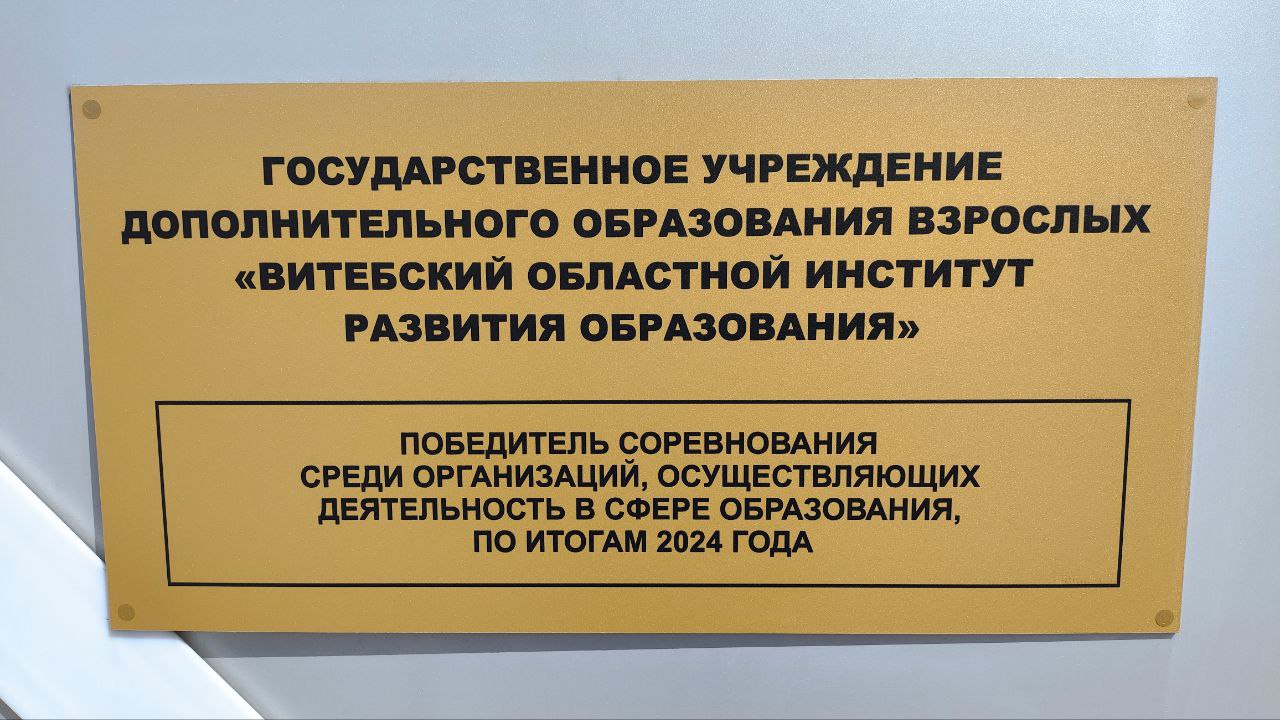 ГОСУДАРСТВЕННОЕ УЧРЕЖДЕНИЕ
ДОПОЛНИТЕЛЬНОГО ОБРАЗОВАНИЯ ВЗРОСЛЫХ
«ВИТЕБСКИЙ ОБЛАСТНОЙ ИНСТИТУТ
РАЗВИТИЯ ОБРАЗОВАНИЯ»
ПОБЕДИТЕЛЬ СОРЕВНОВАНИЯ
СРЕДИ ОРГАНИЗАЦИЙ, ОСУЩЕСТВЛЯЮЩИХ
ДЕЯТЕЛЬНОСТЬ В СФЕРЕ ОБРАЗОВАНИЯ,
ПО ИТОГАМ 2024 ГОДА